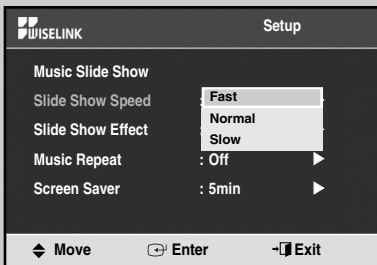 WISELINK Setup
Music Slide Show
Slide Show Speed : Fast
Normal
Slide Show Effect :
Slow
Music Repeat : Off
Screen Saver : 5min
Move Enter Exit